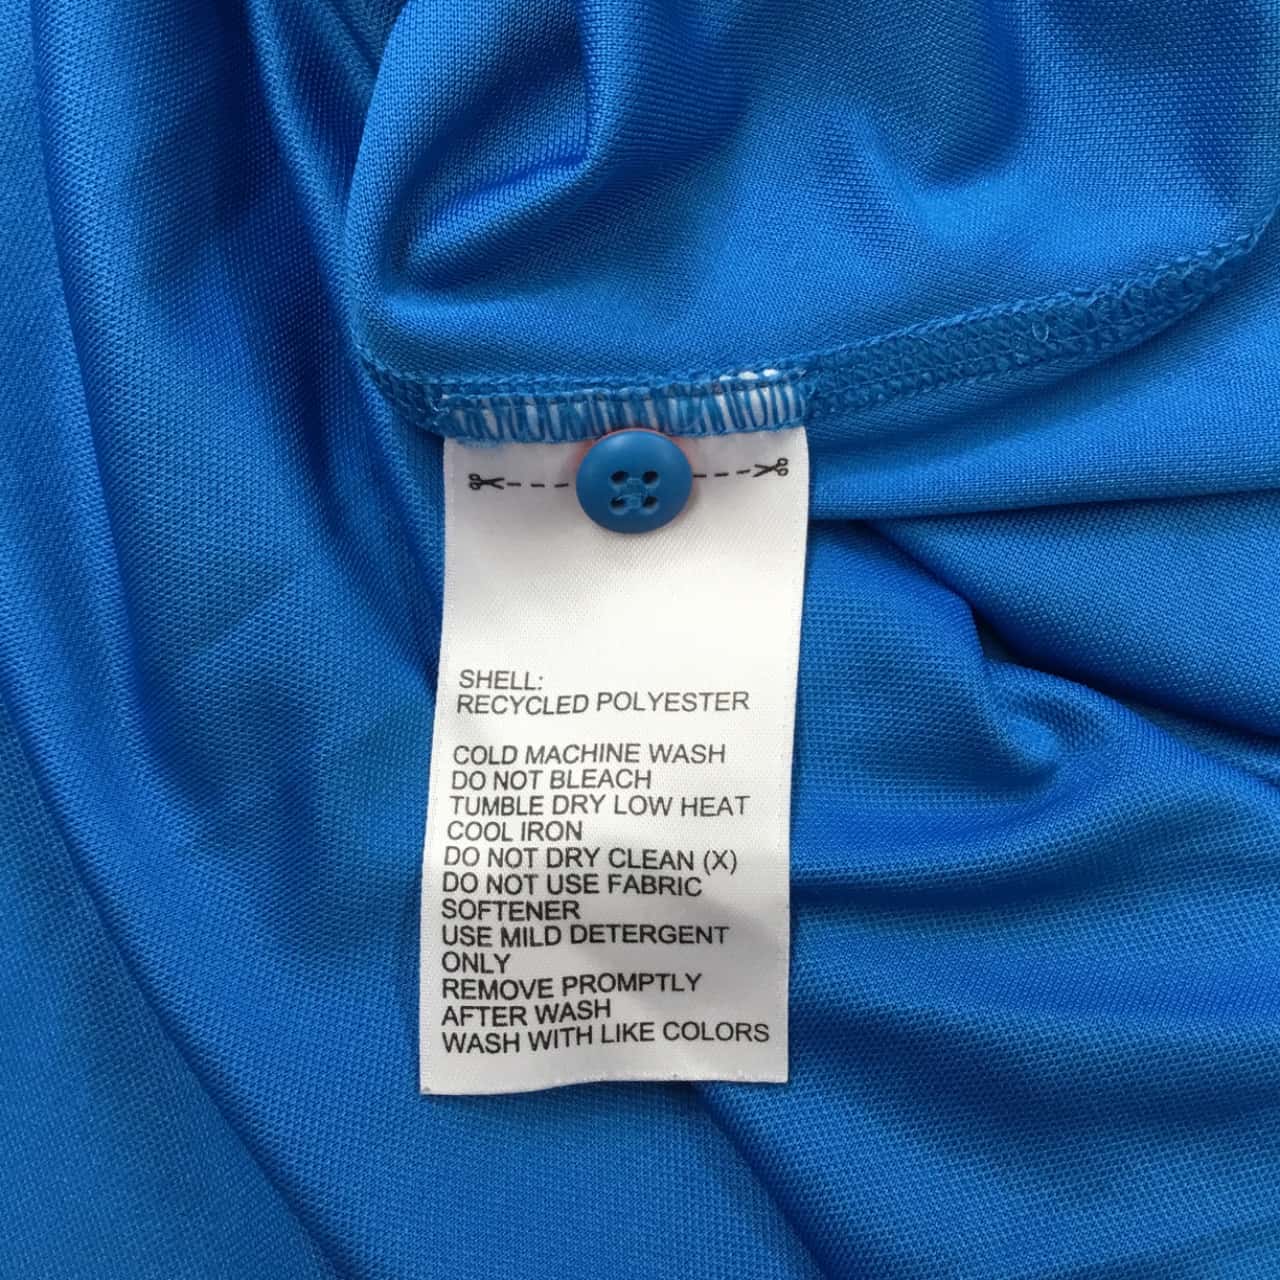 SHELL:
RECYCLED POLYESTER
COLD MACHINE WASH
DO NOT BLEACH
TUMBLE DRY LOW HEAT
COOL IRON
DO NOT DRY CLEAN (X)
DO NOT USE FABRIC
SOFTENER
USE MILD DETERGENT
ONLY
REMOVE PROMPTLY
AFTER WASH
WASH WITH LIKE COLORS